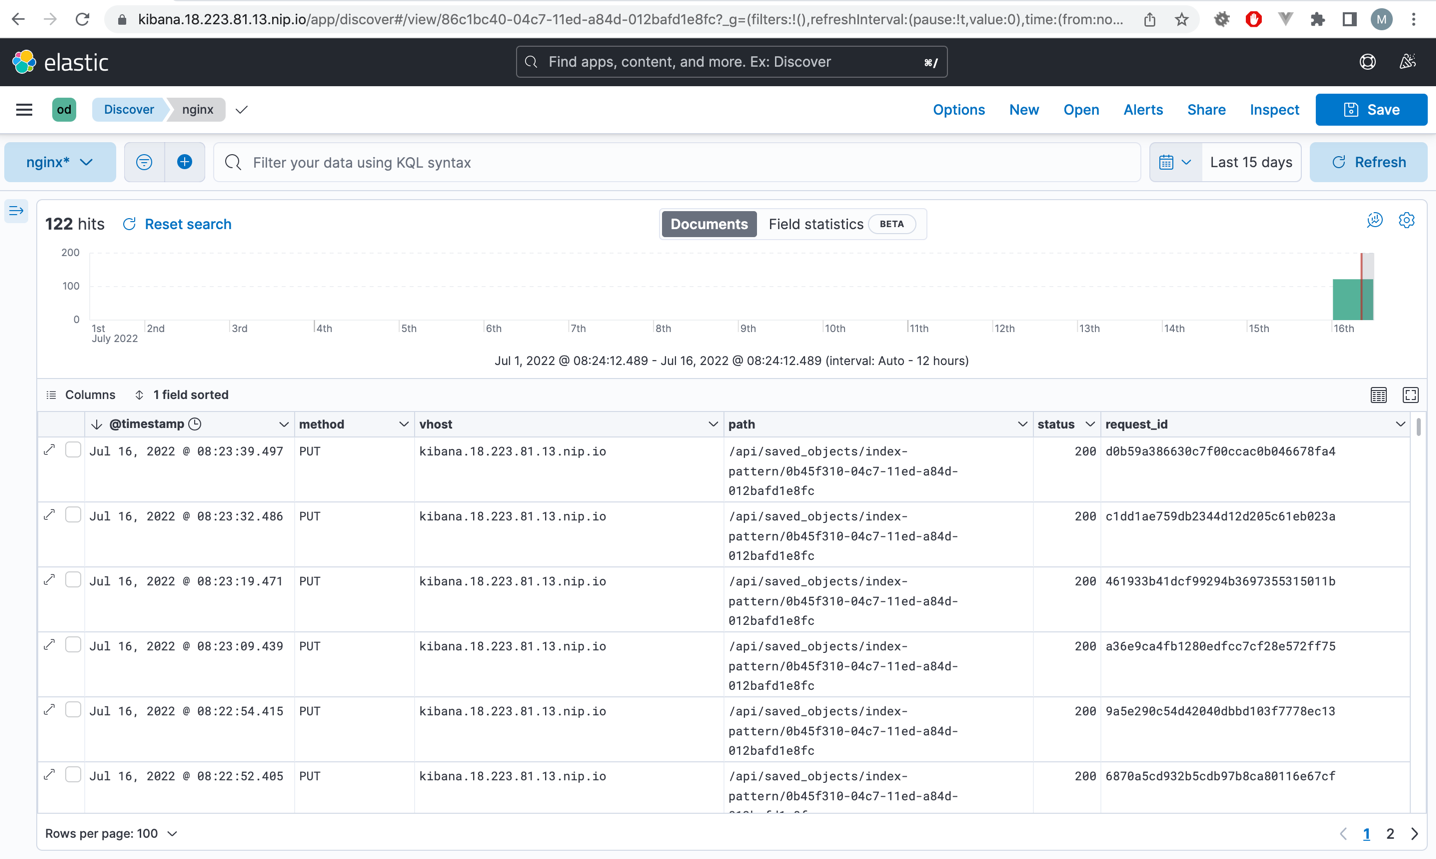 kibana.18.223.81.13.nip.io/app/discover#/view/86c1bc40-04c7-11ed-a84d-012bafd1e8fc?_g=(filters:!(),refreshInterval:(pause:!t,value:0),time:(from:no...
M
elastic
Find apps, content, and more. Ex: Discover
⌘/
od
Discover
nginx
Options
New
Open
Alerts
Share
Inspect
Save
nginx*
Filter your data using KQL syntax
Last 15 days
Refresh
122 hits
Reset search
Documents
Field statistics
BETA
200
100
0
1st 2nd 3rd 4th 5th 6th 7th 8th 9th 10th 11th 12th 13th 14th 15th 16th
July 2022
Jul 1, 2022 @ 08:24:12.489 - Jul 16, 2022 @ 08:24:12.489 (interval: Auto - 12 hours)
Columns
1 field sorted
@timestamp method vhost path status request_id
Jul 16, 2022 @ 08:23:39.497 PUT kibana.18.223.81.13.nip.io /api/saved_objects/index- 200 d0b59a386630c7f00ccac0b046678fa4
pattern/0b45f310-04c7-11ed-a84d-
012bafd1e8fc
Jul 16, 2022 @ 08:23:32.486 PUT kibana.18.223.81.13.nip.io /api/saved_objects/index- 200 c1dd1ae759db2344d12d205c61eb023a
pattern/0b45f310-04c7-11ed-a84d-
012bafd1e8fc
Jul 16, 2022 @ 08:23:19.471 PUT kibana.18.223.81.13.nip.io /api/saved_objects/index- 200 461933b41dcf99294b3697355315011b
pattern/0b45f310-04c7-11ed-a84d-
012bafd1e8fc
Jul 16, 2022 @ 08:23:09.439 PUT kibana.18.223.81.13.nip.io /api/saved_objects/index- 200 a36e9ca4fb1280edfcc7cf28e572ff75
pattern/0b45f310-04c7-11ed-a84d-
012bafd1e8fc
Jul 16, 2022 @ 08:22:54.415 PUT kibana.18.223.81.13.nip.io /api/saved_objects/index- 200 9a5e290c54d42040dbbd103f7778ec13
pattern/0b45f310-04c7-11ed-a84d-
012bafd1e8fc
Jul 16, 2022 @ 08:22:52.405 PUT kibana.18.223.81.13.nip.io /api/saved_objects/index- 200 6870a5cd932b5cdb97b8ca80116e67cf
pattern/0b45f310-04c7-11ed-a84d-
Rows per page: 100
1 2